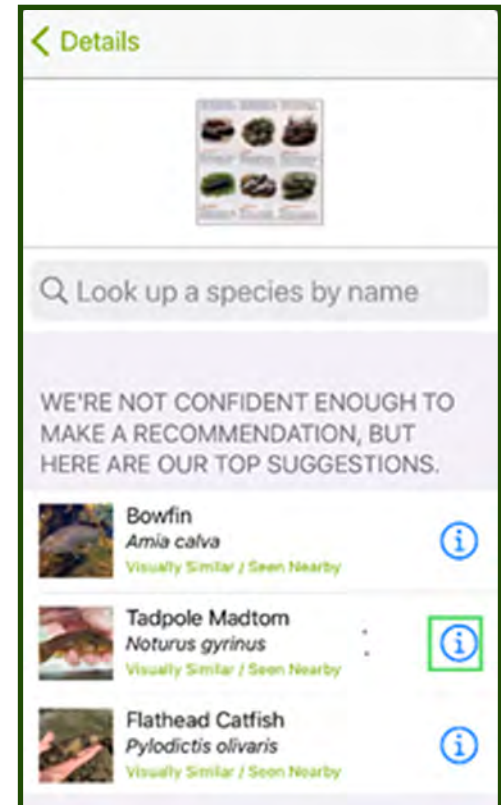 Details
Look up a species by name
WE'RE NOT CONFIDENT ENOUGH TO
MAKE A RECOMMENDATION, BUT
HERE ARE OUR TOP SUGGESTIONS.
Bowfin
Amia calva
Visually Similar / Seen Nearby
Tadpole Madtom
Noturus gyrinus
Visually Similar / Seen Nearby
Flathead Catfish
Pylodictis olivaris
Visually Similar / Seen Nearby